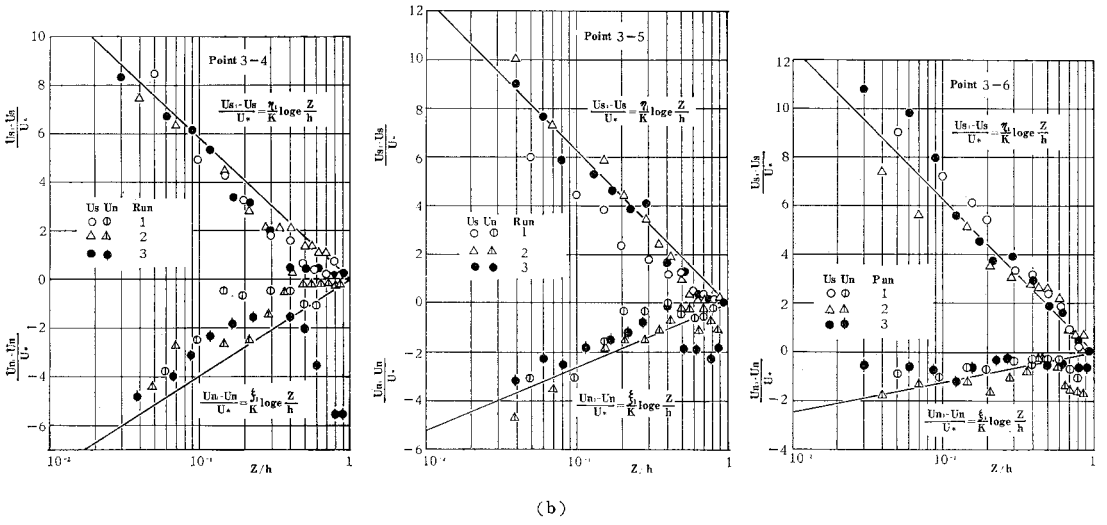 10
8
6
4
2
0
-2
-4
-6
Us₁-Us
U*
Un₁-Un
U*
Point 3-4
Us₁-Us / U* = η₁/K loge Z/h
Us Un Run
1
2
3
Un₁-Un / U* = ξ₁/K loge Z/h
10⁻²
10⁻¹
1
Z/h
12
10
8
6
4
2
0
-2
-4
-6
Us₁-Us
U*
Un₁-Un
U*
Point 3-5
Us₁-Us / U* = η₁/K loge Z/h
Us Un Run
1
2
3
Un₁-Un / U* = ξ₁/K loge Z/h
10⁻²
10⁻¹
1
Z/h
12
10
8
6
4
2
0
-2
-4
Us₁-Us
U*
Un₁-Un
U*
Point 3-6
Us₁-Us / U* = η₁/K loge Z/h
Us Un Run
1
2
3
Un₁-Un / U* = ξ₁/K loge Z/h
10⁻²
10⁻¹
1
Z/h
(b)